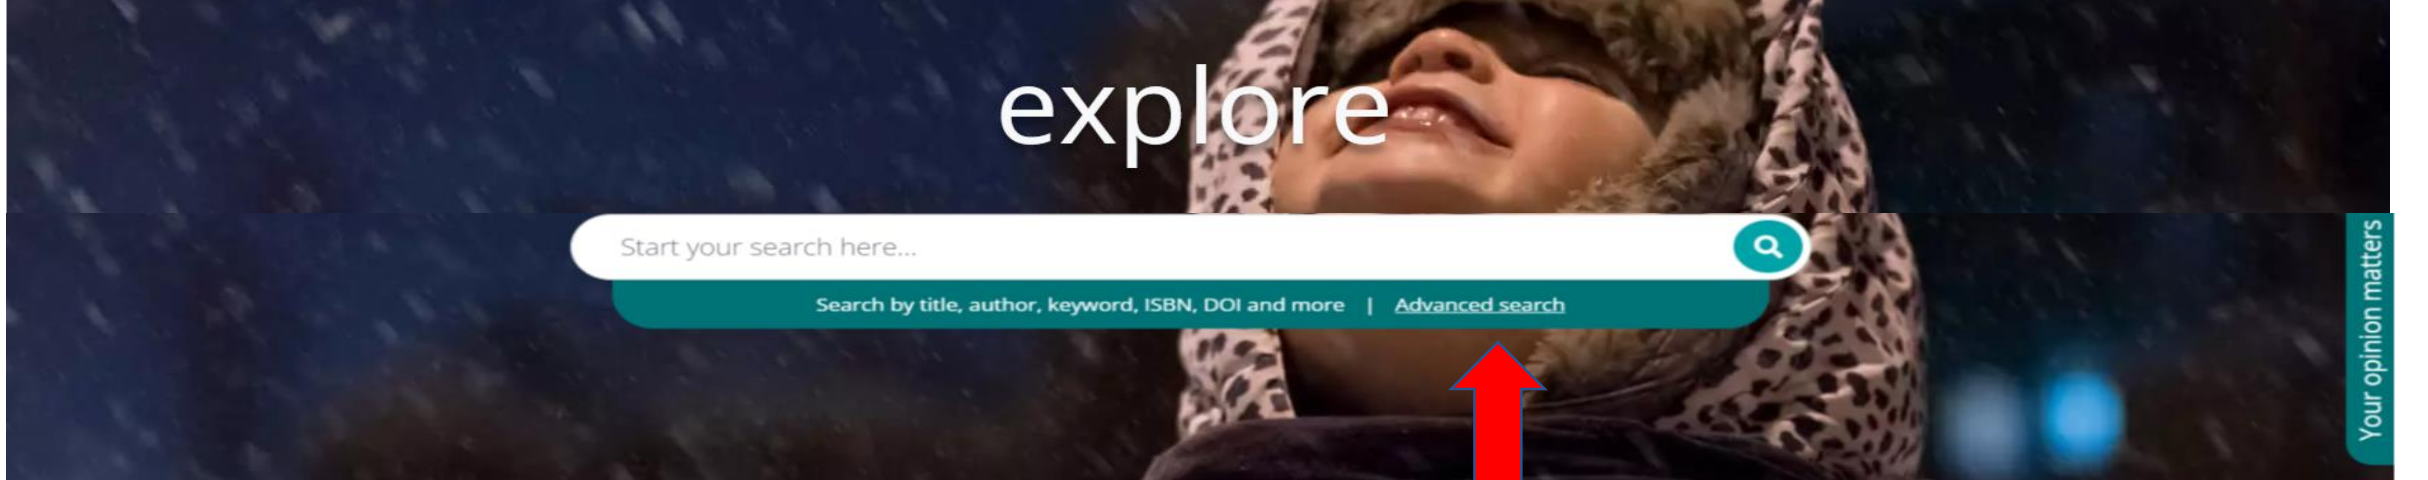 explore
Start your search here...
Search by title, author, keyword, ISBN, DOI and more | Advanced search
Your opinion matters